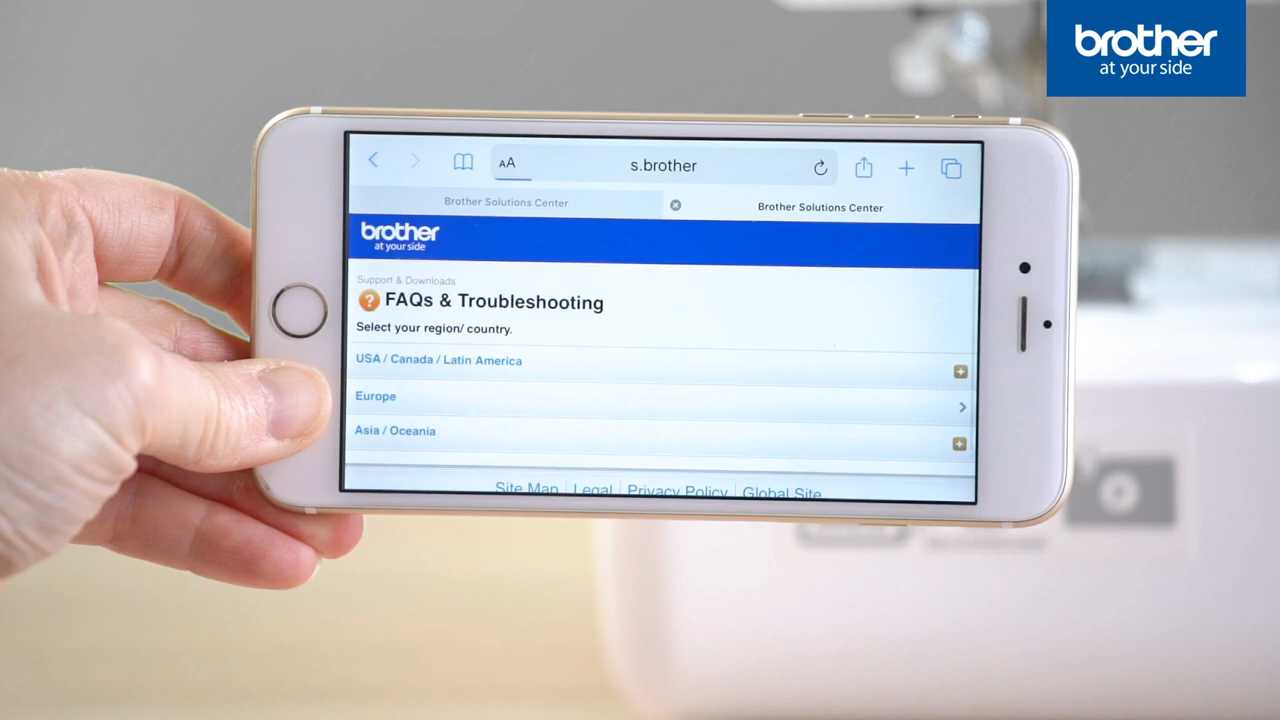 brother
at your side
AA
s.brother
Brother Solutions Center
Brother Solutions Center
brother
at your side
Support & Downloads
? FAQs & Troubleshooting
Select your region/ country.
USA / Canada / Latin America
Europe
Asia / Oceania
Site Map Legal Privacy Policy Global Site